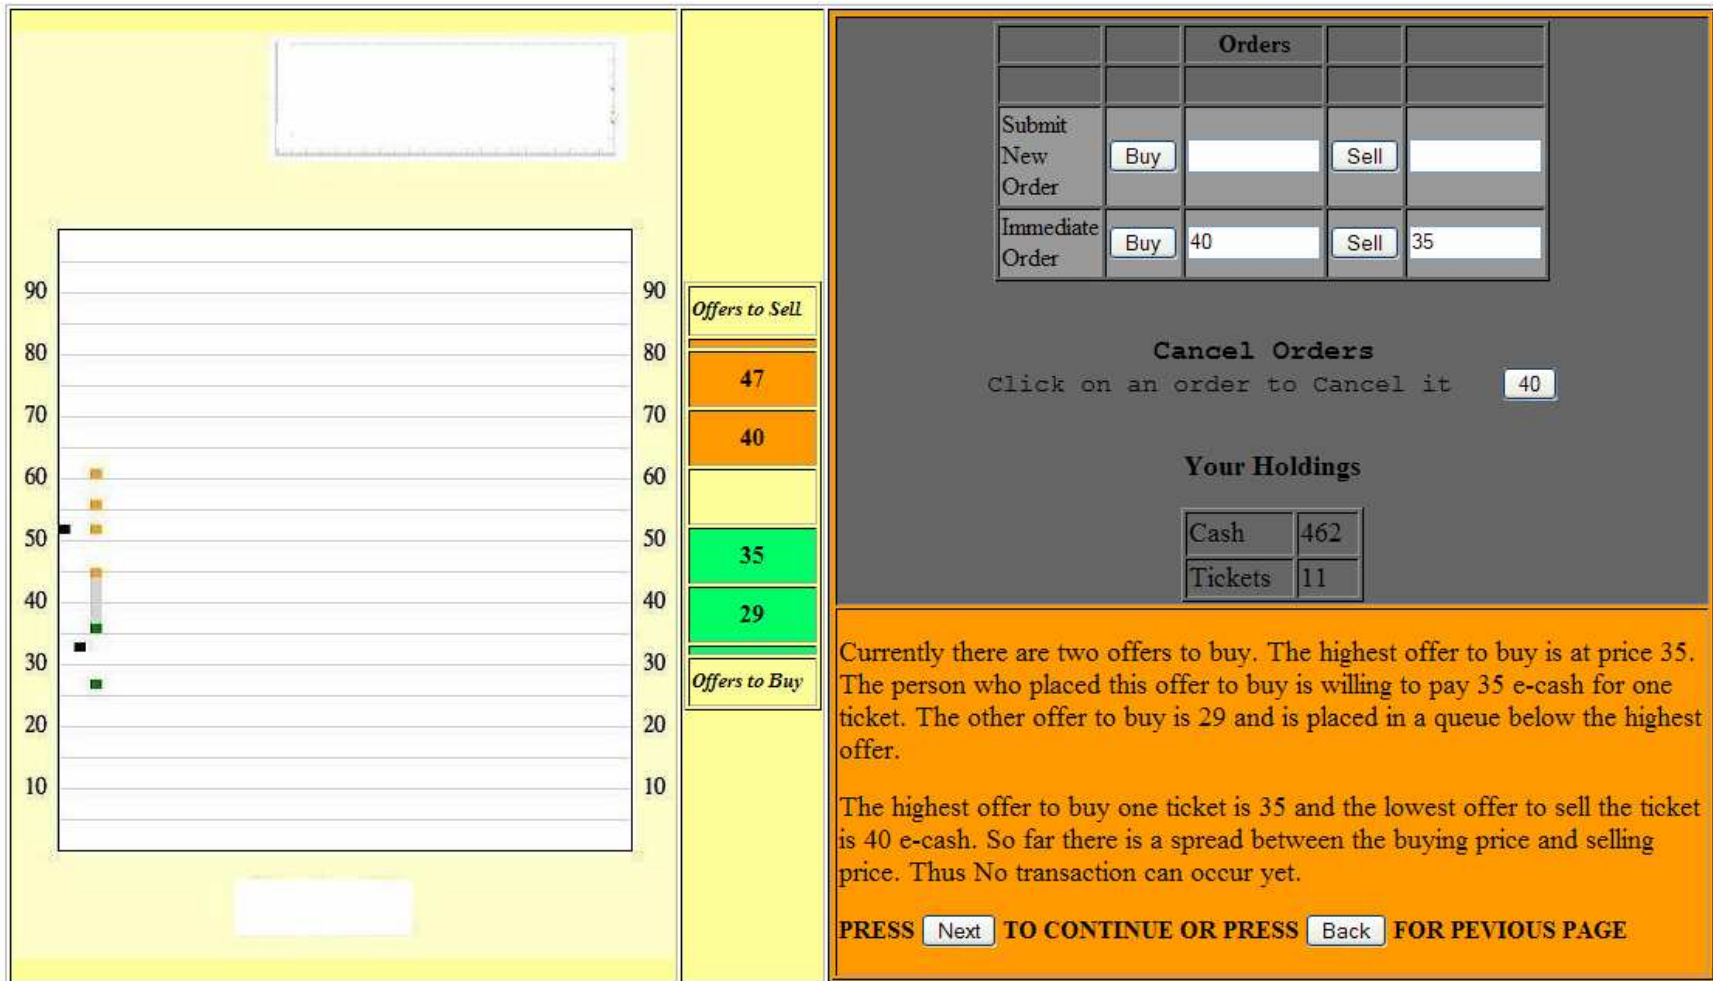 90 90
80 80
70 70
60 60
50 50
40 40
30 30
20 20
10 10
Offers to Sell
47
40
35
29
Offers to Buy
Orders
Submit
New
Order
Buy Sell
Immediate
Order
Buy 40 Sell 35
Cancel Orders
Click on an order to Cancel it 40
Your Holdings
Cash 462
Tickets 11
Currently there are two offers to buy. The highest offer to buy is at price 35.
The person who placed this offer to buy is willing to pay 35 e-cash for one
ticket. The other offer to buy is 29 and is placed in a queue below the highest
offer.
The highest offer to buy one ticket is 35 and the lowest offer to sell the ticket
is 40 e-cash. So far there is a spread between the buying price and selling
price. Thus No transaction can occur yet.
PRESS Next TO CONTINUE OR PRESS Back FOR PEVIOUS PAGE